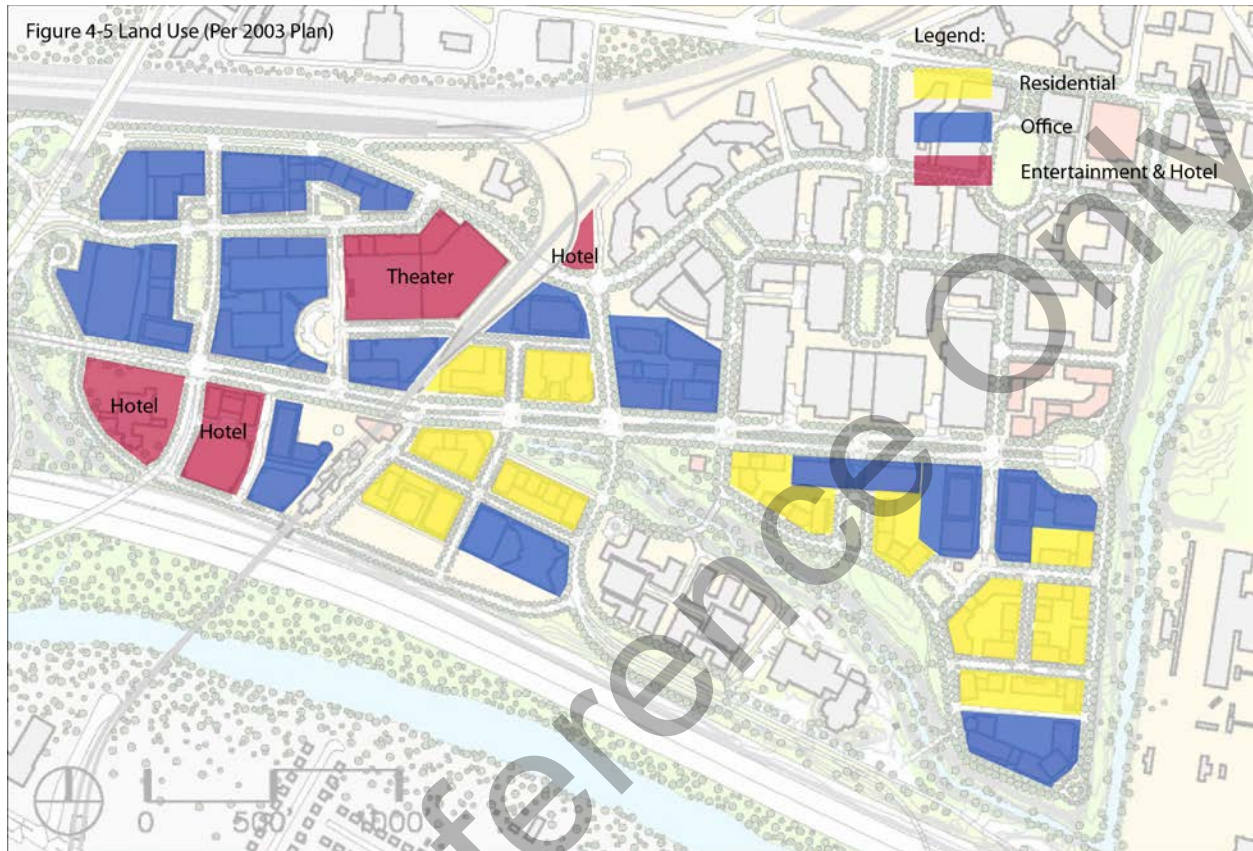 Figure 4-5 Land Use (Per 2003 Plan)
Legend:
Residential
Office
Entertainment & Hotel
Hotel
Theater
Hotel
Hotel
0 500 1000
ference Only